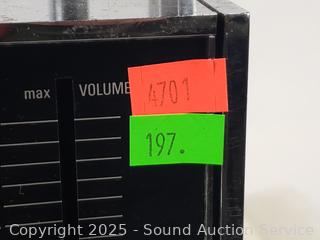 max VOLUME
4701
197.
Copyright 2025 - Sound Auction Service